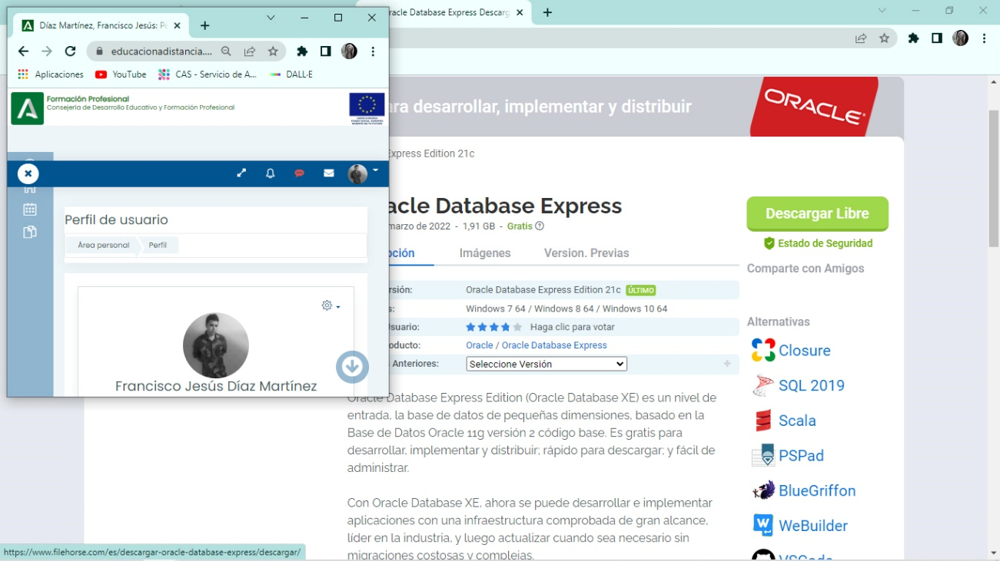 Díaz Martínez, Francisco Jesús: Pe
educacionadistancia....
Aplicaciones
YouTube
CAS - Servicio de A...
DALL·E
Formación Profesional
Consejería de Desarrollo Educativo y Formación Profesional
Perfil de usuario
Área personal
Perfil
Francisco Jesús Díaz Martínez
racle Database Express Descarg
ara desarrollar, implementar y distribuir
ORACLE
Express Edition 21c
acle Database Express
marzo de 2022 - 1,91 GB - Gratis
pción
Imágenes
Version. Previas
rsión:
Oracle Database Express Edition 21c
ÚLTIMO
s:
Windows 7 64 / Windows 8 64 / Windows 10 64
suario:
Haga clic para votar
oducto:
Oracle / Oracle Database Express
s Anteriores:
Seleccione Versión
Oracle Database Express Edition (Oracle Database XE) es un nivel de
entrada, la base de datos de pequeñas dimensiones, basado en la
Base de Datos Oracle 11g versión 2 código base. Es gratis para
desarrollar, implementar y distribuir; rápido para descargar; y fácil de
administrar.
Con Oracle Database XE, ahora se puede desarrollar e implementar
aplicaciones con una infraestructura comprobada de gran alcance,
líder en la industria, y luego actualizar cuando sea necesario sin
migraciones costosas y complejas.
Descargar Libre
Estado de Seguridad
Comparte con Amigos
Alternativas
Closure
SQL 2019
Scala
PSPad
BlueGriffon
WeBuilder
VSCode
https://www.filehorse.com/es/descargar-oracle-database-express/descargar/